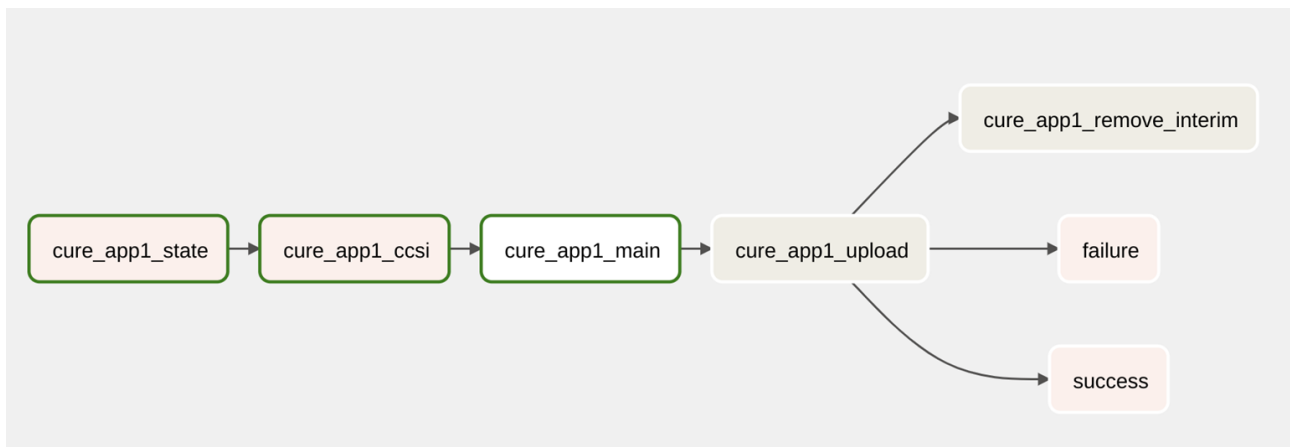 cure_app1_remove_interim
cure_app1_state
cure_app1_ccsi
cure_app1_main
cure_app1_upload
failure
success